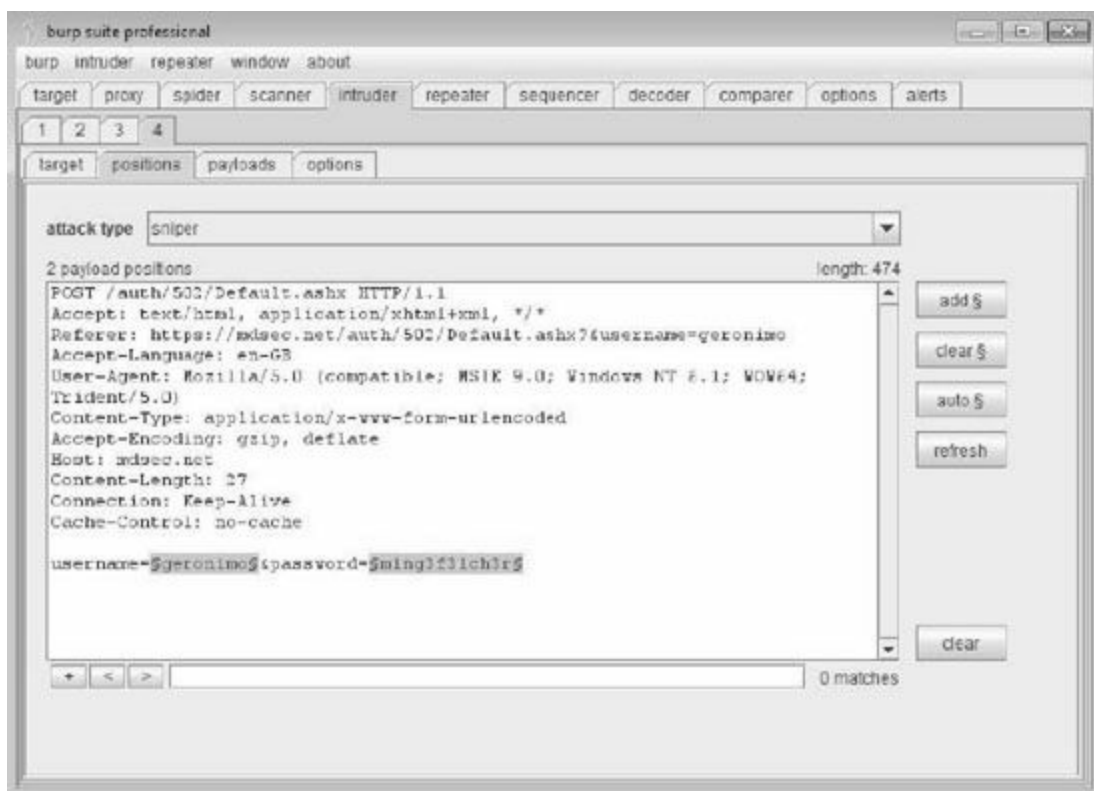 burp suite professional
burp intruder repeater window about
target proxy spider scanner intruder repeater sequencer decoder comparer options alerts
1 2 3 4
target positions payloads options
attack type sniper
2 payload positions length: 474
POST /auth/502/Default.ashx HTTP/1.1
Accept: text/html, application/xhtml+xml, */*
Referer: https://mdsec.net/auth/502/Default.ashx?&username=geronimo
Accept-Language: en-GB
User-Agent: Mozilla/5.0 (compatible; MSIE 9.0; Windows NT 6.1; WOW64;
Trident/5.0)
Content-Type: application/x-www-form-urlencoded
Accept-Encoding: gzip, deflate
Host: mdsec.net
Content-Length: 27
Connection: Keep-Alive
Cache-Control: no-cache
username=§geronimo§&password=§m1ng3f31ch3r§
add §
clear §
auto §
refresh
clear
+ < > 0 matches